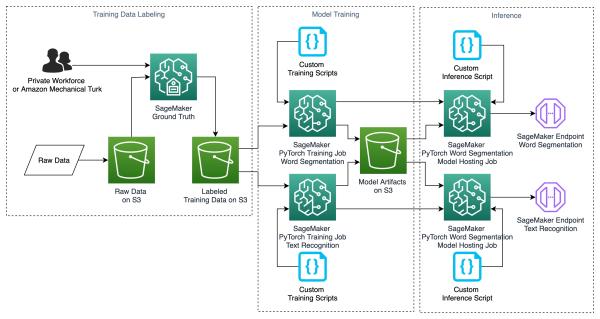 Training Data Labeling
Private Workforce
or Amazon Mechanical Turk
SageMaker
Ground Truth
Raw Data
Raw Data
on S3
Labeled
Training Data on S3
Model Training
Custom
Training Scripts
SageMaker
PyTorch Training Job
Word Segmentation
Model Artifacts
on S3
SageMaker
PyTorch Training Job
Text Recognition
Custom
Training Scripts
Inference
Custom
Inference Script
SageMaker
PyTorch Word Segmentation
Model Hosting Job
SageMaker Endpoint
Word Segmentation
SageMaker
PyTorch Word Segmentation
Model Hosting Job
SageMaker Endpoint
Text Recognition
Custom
Inference Script